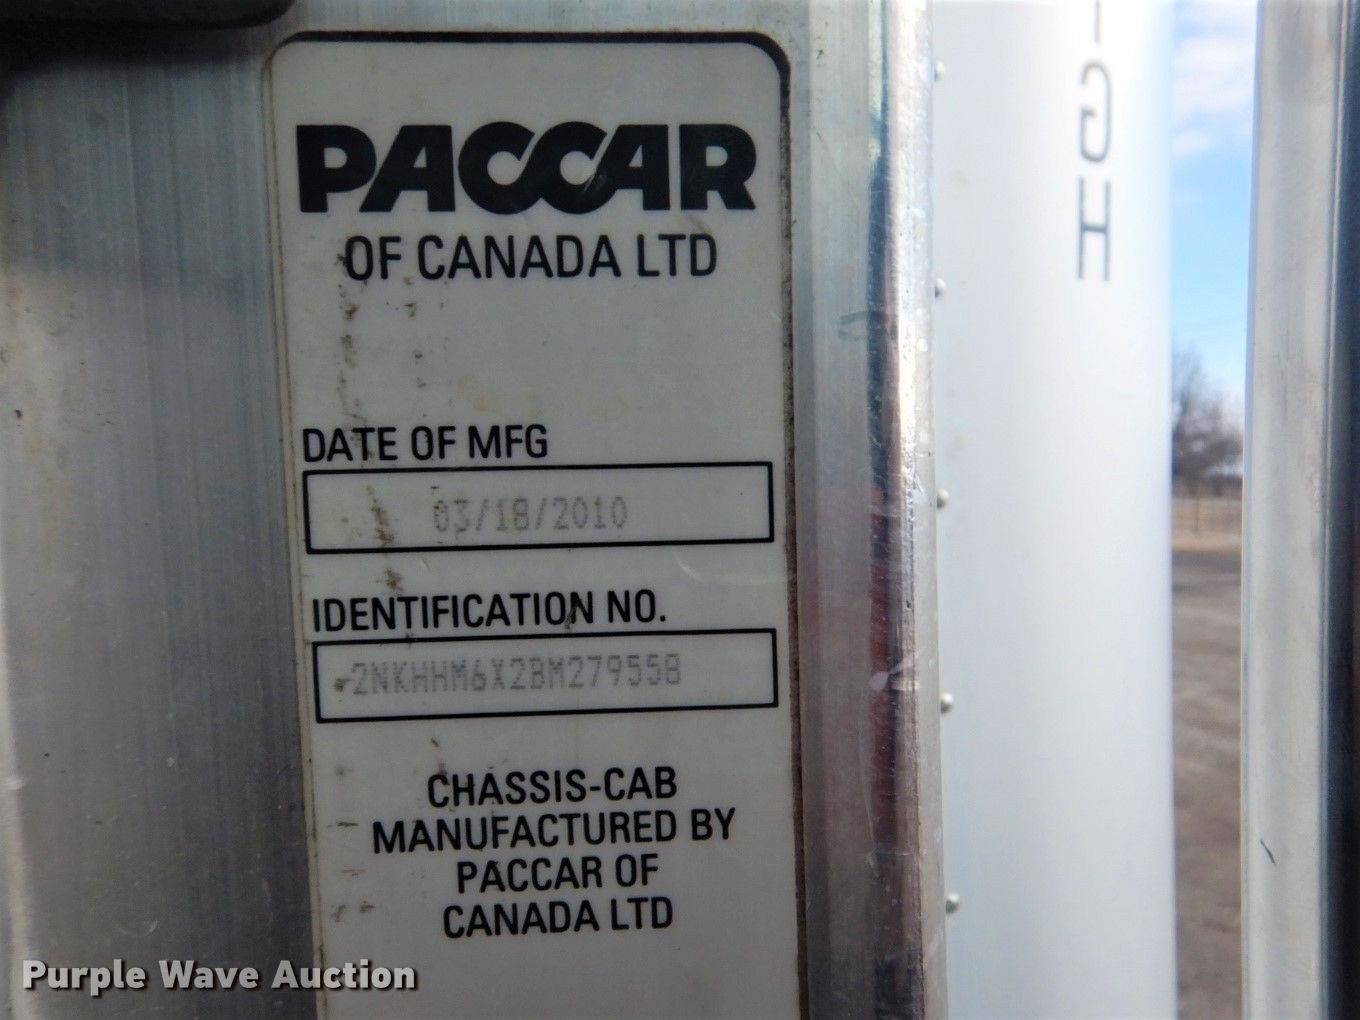 PACCAR
OF CANADA LTD
DATE OF MFG
03/18/2010
IDENTIFICATION NO.
2NKHHM6X2BM279558
CHASSIS-CAB
MANUFACTURED BY
PACCAR OF
CANADA LTD
IGH
Purple Wave Auction